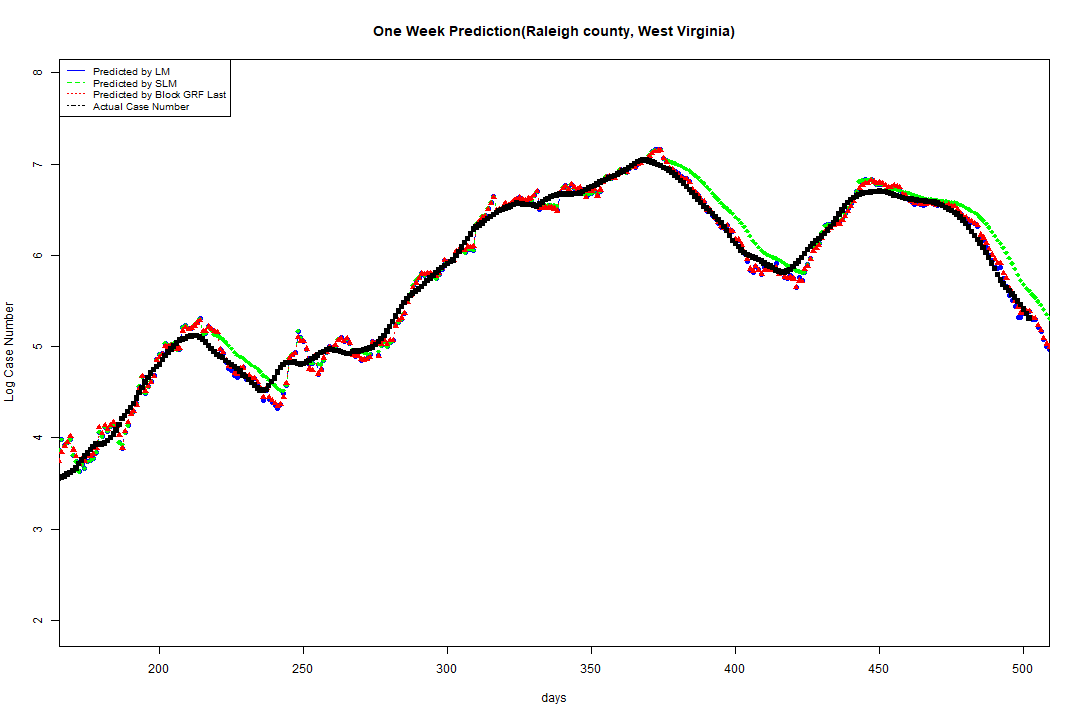 One Week Prediction(Raleigh county, West Virginia)
Predicted by LM
Predicted by SLM
Predicted by Block GRF Last
Actual Case Number
8
7
6
5
4
3
2
Log Case Number
200 250 300 350 400 450 500
days